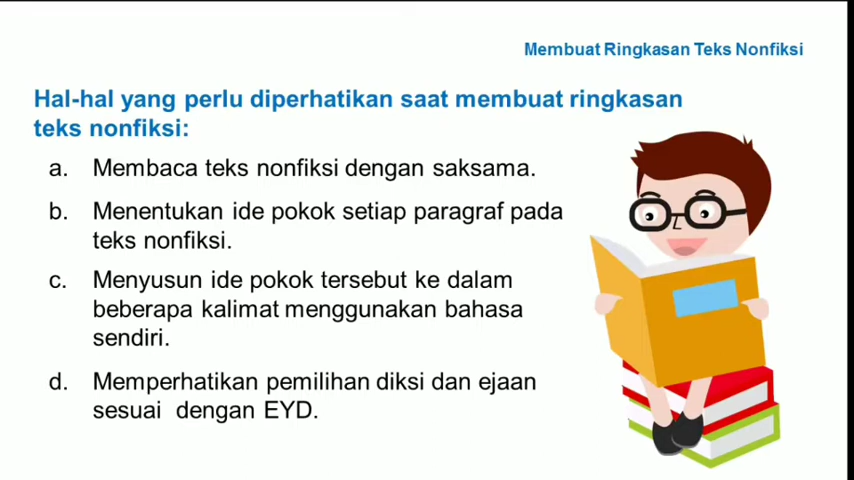 Membuat Ringkasan Teks Nonfiksi
Hal-hal yang perlu diperhatikan saat membuat ringkasan
teks nonfiksi:
a. Membaca teks nonfiksi dengan saksama.
b. Menentukan ide pokok setiap paragraf pada
teks nonfiksi.
c. Menyusun ide pokok tersebut ke dalam
beberapa kalimat menggunakan bahasa
sendiri.
d. Memperhatikan pemilihan diksi dan ejaan
sesuai dengan EYD.